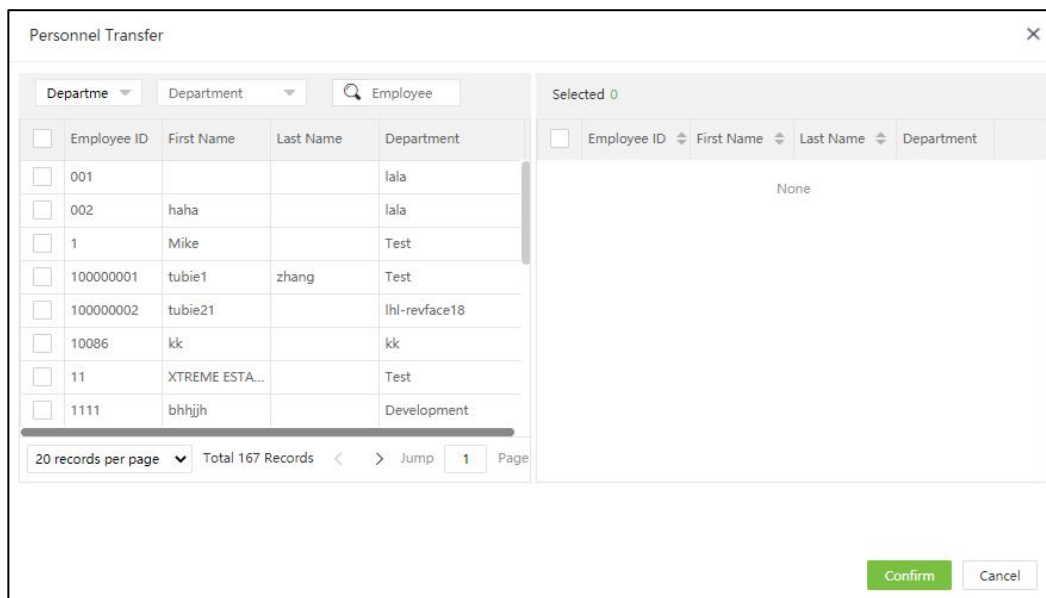 Personnel Transfer
Departme Department Employee Selected 0
Employee ID First Name Last Name Department Employee ID First Name Last Name Department
001 lala None
002 haha lala
1 Mike Test
100000001 tubie1 zhang Test
100000002 tubie21 lhl-revface18
10086 kk kk
11 XTREME ESTA... Test
1111 bhhjjh Development
20 records per page Total 167 Records < > Jump 1 Page
Confirm Cancel